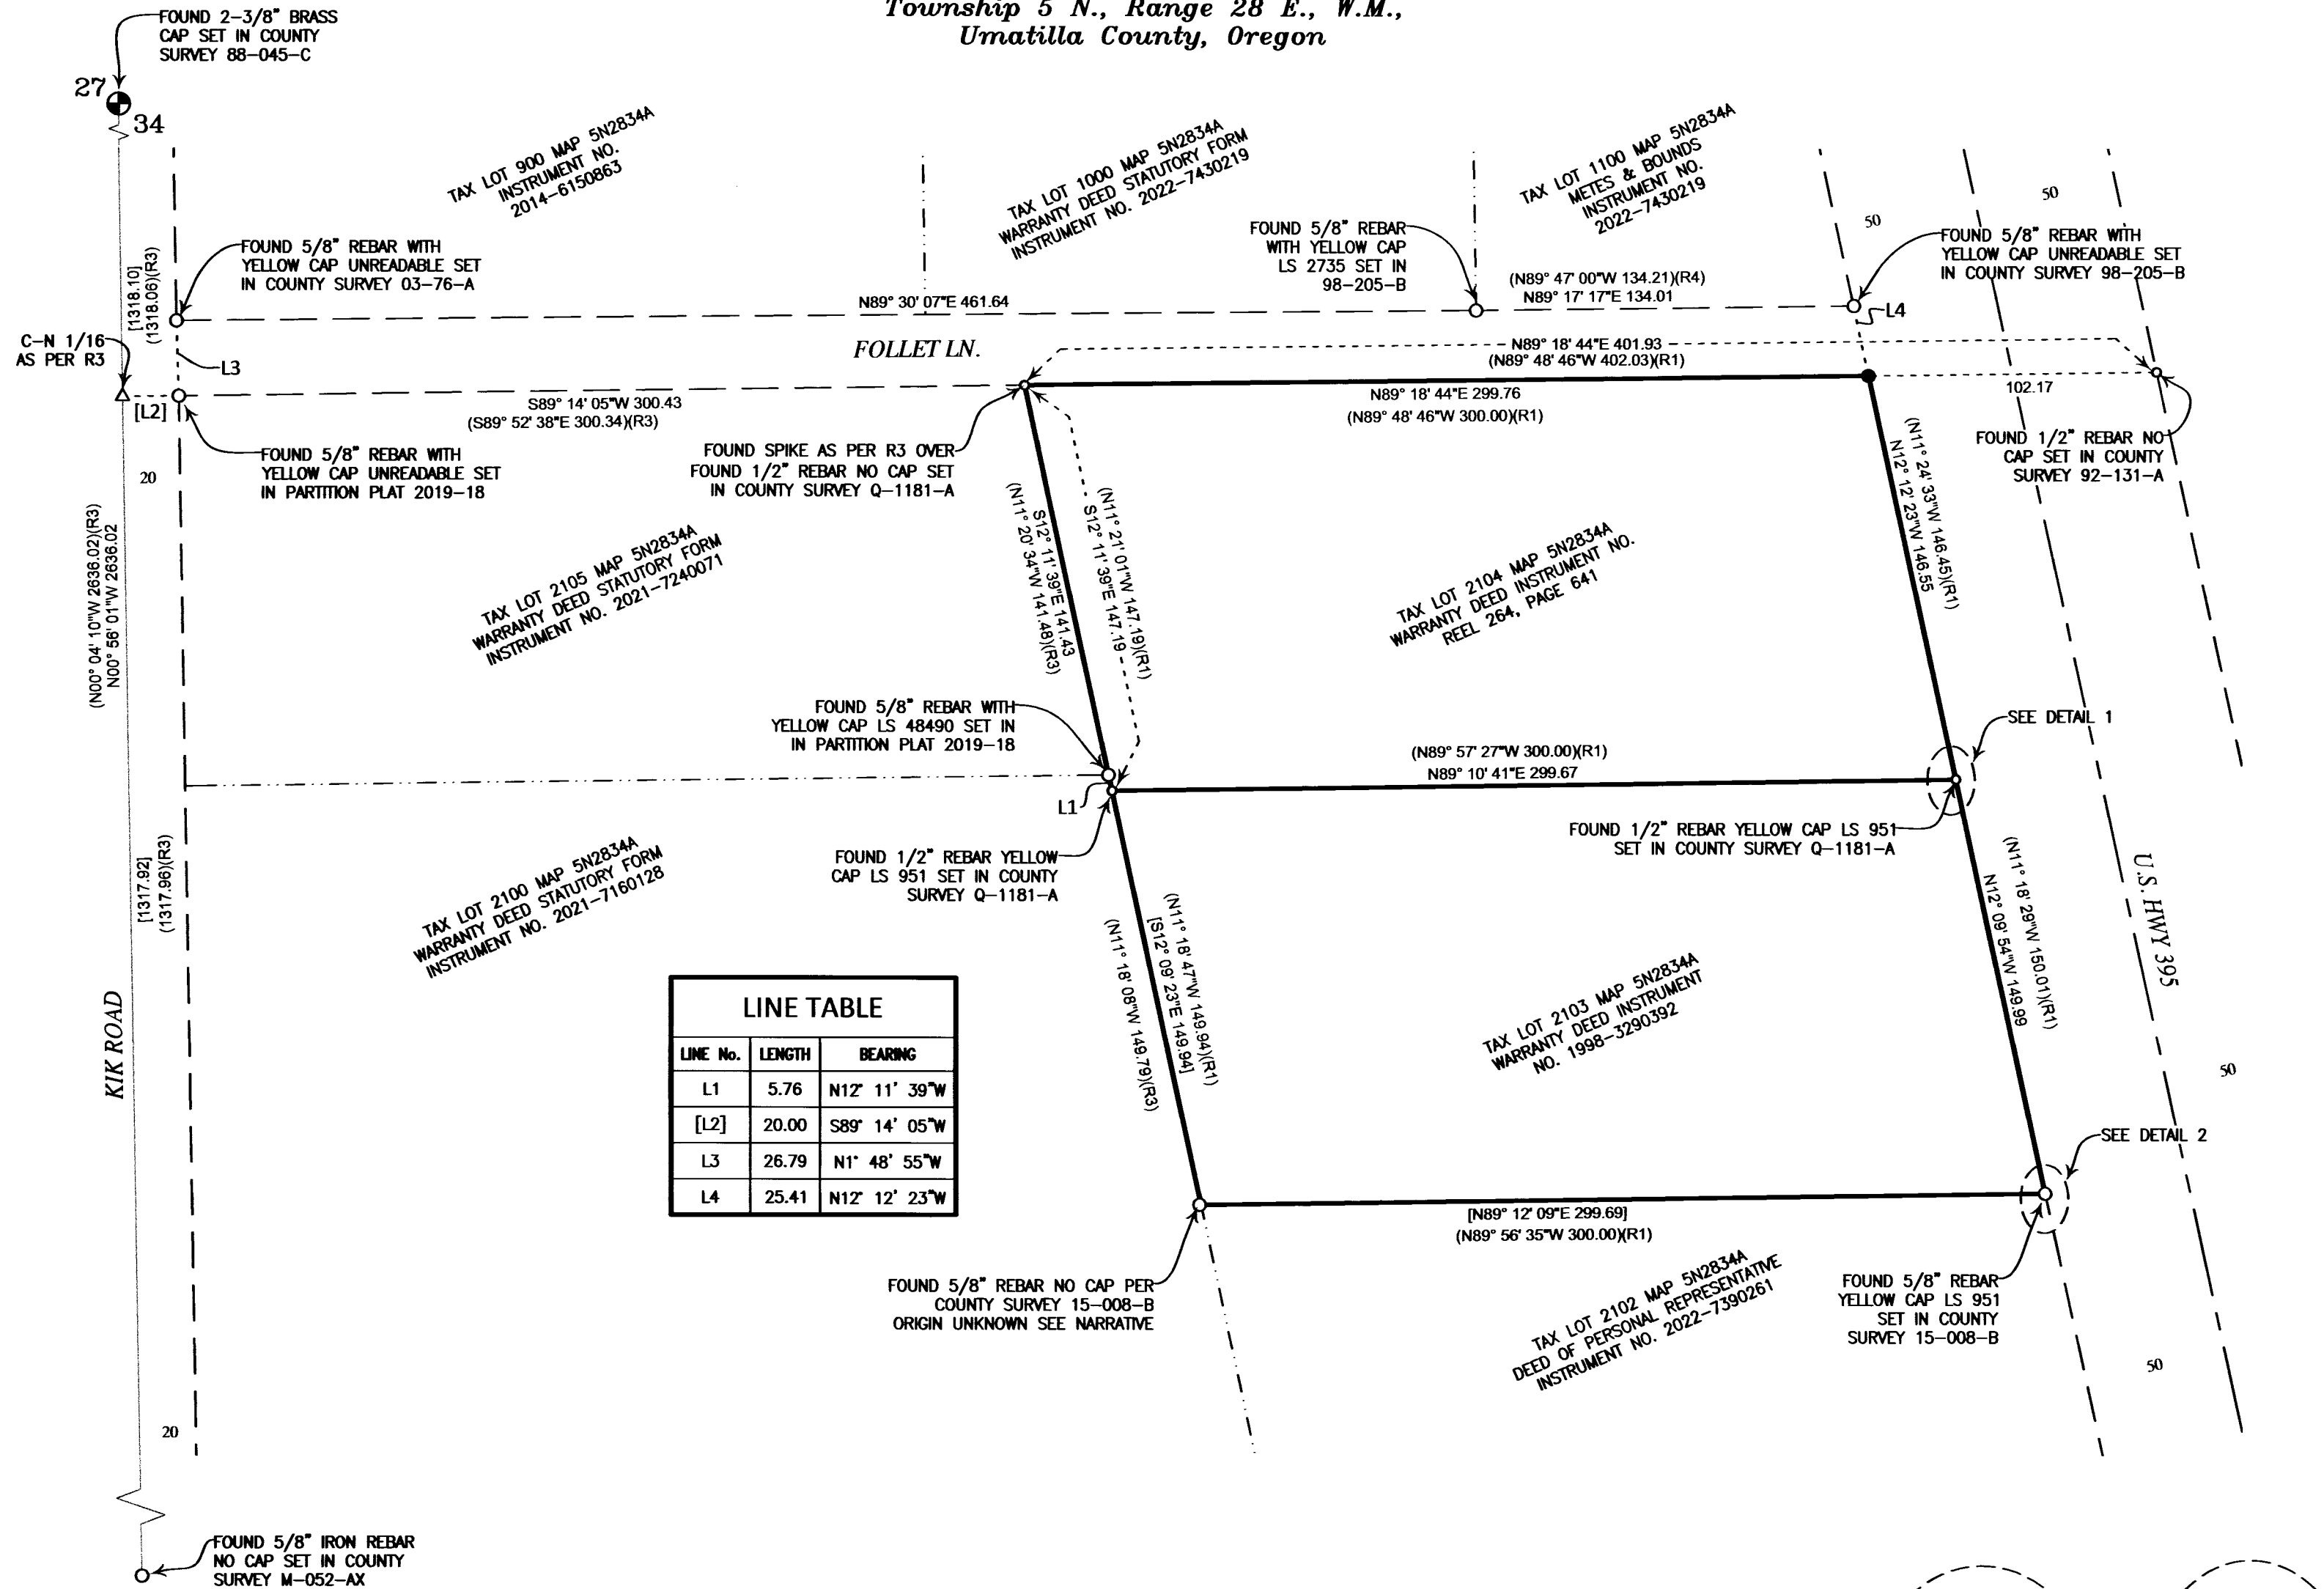 Township 5 N., Range 28 E., W.M.,
Umatilla County, Oregon
FOUND 2-3/8" BRASS
CAP SET IN COUNTY
SURVEY 88-045-C
27
34
TAX LOT 900 MAP 5N2834A
INSTRUMENT NO.
2014-6150863
TAX LOT 1000 MAP 5N2834A
WARRANTY DEED STATUTORY FORM
INSTRUMENT NO. 2022-7430219
TAX LOT 1100 MAP 5N2834A
METES & BOUNDS
INSTRUMENT NO.
2022-7430219
50
50
[1318.10]
(1318.06)(R3)
FOUND 5/8" REBAR WITH
YELLOW CAP UNREADABLE SET
IN COUNTY SURVEY 03-76-A
FOUND 5/8" REBAR
WITH YELLOW CAP
LS 2735 SET IN
98-205-B
FOUND 5/8" REBAR WITH
YELLOW CAP UNREADABLE SET
IN COUNTY SURVEY 98-205-B
(N89° 47' 00"W 134.21)(R4)
N89° 17' 17"E 134.01
N89° 30' 07"E 461.64
L4
C-N 1/16
AS PER R3
L3
FOLLET LN.
N89° 18' 44"E 401.93
(N89° 48' 46"W 402.03)(R1)
102.17
[L2]
S89° 14' 05"W 300.43
(S89° 52' 38"E 300.34)(R3)
N89° 18' 44"E 299.76
(N89° 48' 46"W 300.00)(R1)
FOUND 5/8" REBAR WITH
YELLOW CAP UNREADABLE SET
IN PARTITION PLAT 2019-18
20
FOUND SPIKE AS PER R3 OVER
FOUND 1/2" REBAR NO CAP SET
IN COUNTY SURVEY Q-1181-A
FOUND 1/2" REBAR NO
CAP SET IN COUNTY
SURVEY 92-131-A
(N11° 24' 33"W 146.45)(R1)
N12° 12' 23"W 146.55
(N00° 04' 10"W 2636.02)(R3)
N00° 56' 01"W 2636.02
(N11° 21' 01"W 147.19)(R1)
S12° 11' 39"E 147.19
S12° 11' 39"E 141.43
(N11° 20' 34"W 141.48)(R3)
TAX LOT 2105 MAP 5N2834A
WARRANTY DEED STATUTORY FORM
INSTRUMENT NO. 2021-7240071
TAX LOT 2104 MAP 5N2834A
WARRANTY DEED INSTRUMENT NO.
REEL 264, PAGE 641
FOUND 5/8" REBAR WITH
YELLOW CAP LS 48490 SET IN
IN PARTITION PLAT 2019-18
SEE DETAIL 1
(N89° 57' 27"W 300.00)(R1)
N89° 10' 41"E 299.67
L1
FOUND 1/2" REBAR YELLOW CAP LS 951
SET IN COUNTY SURVEY Q-1181-A
FOUND 1/2" REBAR YELLOW
CAP LS 951 SET IN COUNTY
SURVEY Q-1181-A
[1317.92]
(1317.96)(R3)
TAX LOT 2100 MAP 5N2834A
WARRANTY DEED STATUTORY FORM
INSTRUMENT NO. 2021-7160128
(N11° 18' 29"W 150.01)(R1)
N12° 09' 54"W 149.99
U.S. HWY 395
(N11° 18' 47"W 149.94)(R1)
[S12° 09' 23"E 149.94]
(N11° 18' 08"W 149.79)(R3)
TAX LOT 2103 MAP 5N2834A
WARRANTY DEED INSTRUMENT
NO. 1998-3290392
KIK ROAD
LINE TABLE
LINE No. LENGTH BEARING
L1 5.76 N12° 11' 39"W
[L2] 20.00 S89° 14' 05"W
L3 26.79 N1° 48' 55"W
L4 25.41 N12° 12' 23"W
50
SEE DETAIL 2
[N89° 12' 09"E 299.69]
(N89° 56' 35"W 300.00)(R1)
FOUND 5/8" REBAR NO CAP PER
COUNTY SURVEY 15-008-B
ORIGIN UNKNOWN SEE NARRATIVE
TAX LOT 2102 MAP 5N2834A
DEED OF PERSONAL REPRESENTATIVE
INSTRUMENT NO. 2022-7390261
FOUND 5/8" REBAR
YELLOW CAP LS 951
SET IN COUNTY
SURVEY 15-008-B
50
20
FOUND 5/8" IRON REBAR
NO CAP SET IN COUNTY
SURVEY M-052-AX